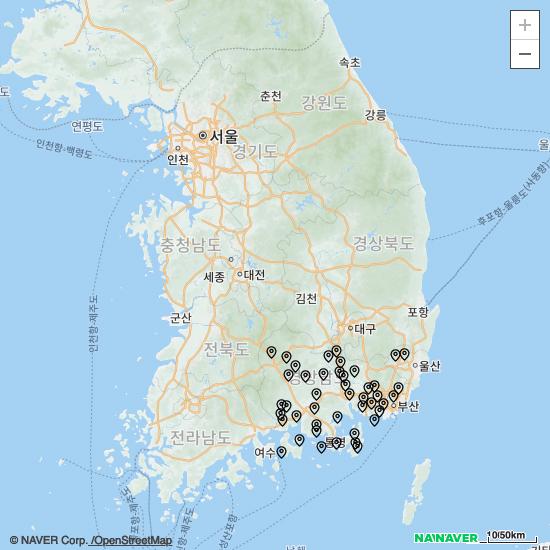 +
−
속초
춘천
강원도
강릉
도
연평도
서울
울
인천항-백령도
인천
경기도
후포항-울릉도(사동항)
충청남도
경상북도
세종
대전
김천
인천항-제주도
군산
포항
대구
전북도
울산
경상남도
부산
전라남도
통영
여수
© NAVER Corp. /OpenStreetMap
NAVER
10/50km